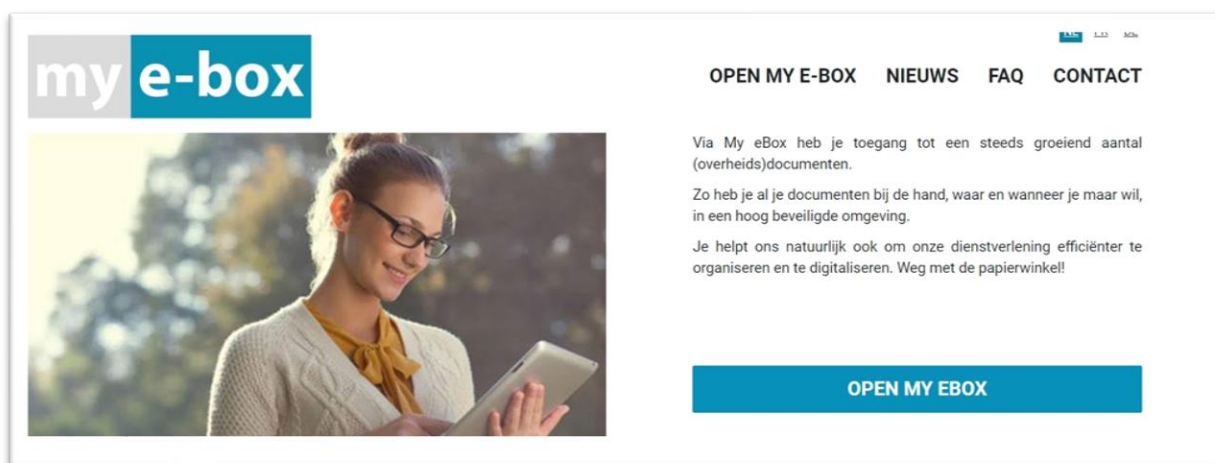 my e-box
NL FR DE
OPEN MY E-BOX NIEUWS FAQ CONTACT
Via My eBox heb je toegang tot een steeds groeiend aantal
(overheids)documenten.
Zo heb je al je documenten bij de hand, waar en wanneer je maar wil,
in een hoog beveiligde omgeving.
Je helpt ons natuurlijk ook om onze dienstverlening efficiënter te
organiseren en te digitaliseren. Weg met de papierwinkel!
OPEN MY EBOX